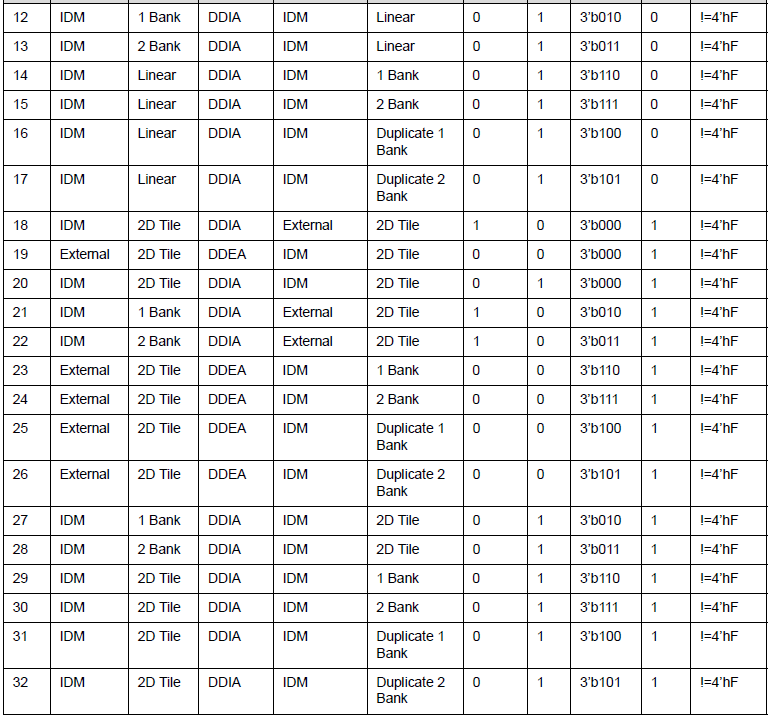 12 IDM 1 Bank DDIA IDM Linear 0 1 3'b010 0 !=4'hF
13 IDM 2 Bank DDIA IDM Linear 0 1 3'b011 0 !=4'hF
14 IDM Linear DDIA IDM 1 Bank 0 1 3'b110 0 !=4'hF
15 IDM Linear DDIA IDM 2 Bank 0 1 3'b111 0 !=4'hF
16 IDM Linear DDIA IDM Duplicate 1 0 1 3'b100 0 !=4'hF
Bank
17 IDM Linear DDIA IDM Duplicate 2 0 1 3'b101 0 !=4'hF
Bank
18 IDM 2D Tile DDIA External 2D Tile 1 0 3'b000 1 !=4'hF
19 External 2D Tile DDEA IDM 2D Tile 0 0 3'b000 1 !=4'hF
20 IDM 2D Tile DDIA IDM 2D Tile 0 1 3'b000 1 !=4'hF
21 IDM 1 Bank DDIA External 2D Tile 1 0 3'b010 1 !=4'hF
22 IDM 2 Bank DDIA External 2D Tile 1 0 3'b011 1 !=4'hF
23 External 2D Tile DDEA IDM 1 Bank 0 0 3'b110 1 !=4'hF
24 External 2D Tile DDEA IDM 2 Bank 0 0 3'b111 1 !=4'hF
25 External 2D Tile DDEA IDM Duplicate 1 0 0 3'b100 1 !=4'hF
Bank
26 External 2D Tile DDEA IDM Duplicate 2 0 0 3'b101 1 !=4'hF
Bank
27 IDM 1 Bank DDIA IDM 2D Tile 0 1 3'b010 1 !=4'hF
28 IDM 2 Bank DDIA IDM 2D Tile 0 1 3'b011 1 !=4'hF
29 IDM 2D Tile DDIA IDM 1 Bank 0 1 3'b110 1 !=4'hF
30 IDM 2D Tile DDIA IDM 2 Bank 0 1 3'b111 1 !=4'hF
31 IDM 2D Tile DDIA IDM Duplicate 1 0 1 3'b100 1 !=4'hF
Bank
32 IDM 2D Tile DDIA IDM Duplicate 2 0 1 3'b101 1 !=4'hF
Bank